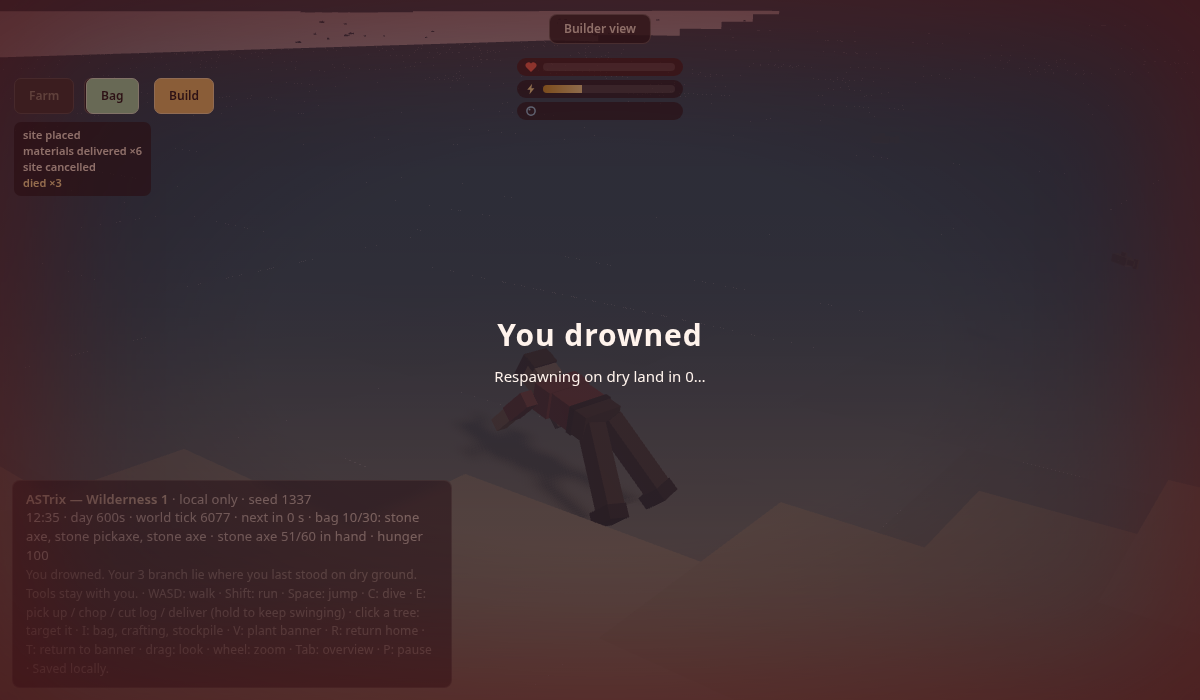 Builder view
Farm
Bag
Build
site placed
materials delivered ×6
site cancelled
died ×3
You drowned
Respawning on dry land in 0...
ASTrix — Wilderness 1 · local only · seed 1337
12:35 · day 600s · world tick 6077 · next in 0 s · bag 10/30: stone
axe, stone pickaxe, stone axe · stone axe 51/60 in hand · hunger
100
You drowned. Your 3 branch lie where you last stood on dry ground.
Tools stay with you. · WASD: walk · Shift: run · Space: jump · C: dive · E:
pick up / chop / cut log / deliver (hold to keep swinging) · click a tree:
target it · I: bag, crafting, stockpile · V: plant banner · R: return home ·
T: return to banner · drag: look · wheel: zoom · Tab: overview · P: pause
· Saved locally.